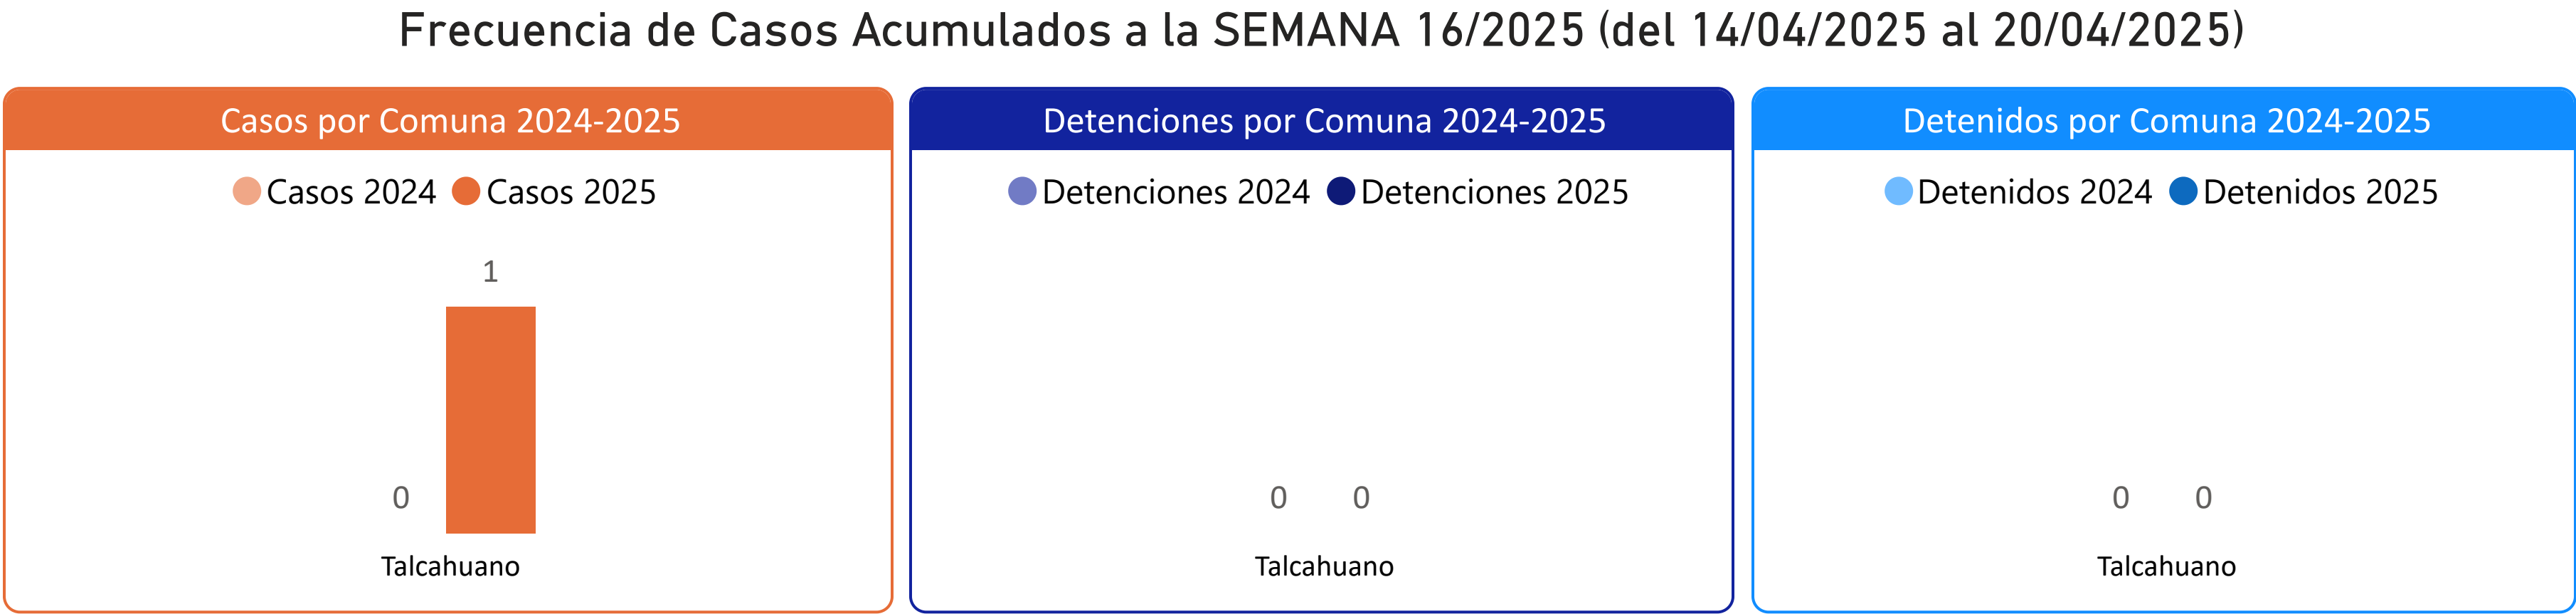 Frecuencia de Casos Acumulados a la SEMANA 16/2025 (del 14/04/2025 al 20/04/2025)
Casos por Comuna 2024-2025
Casos 2024 Casos 2025
1
0
Talcahuano
Detenciones por Comuna 2024-2025
Detenciones 2024 Detenciones 2025
0 0
Talcahuano
Detenidos por Comuna 2024-2025
Detenidos 2024 Detenidos 2025
0 0
Talcahuano